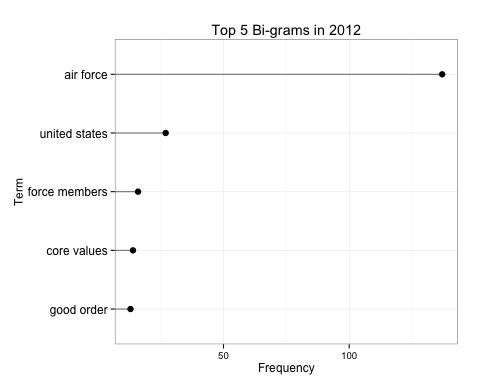 Top 5 Bi-grams in 2012
Term
air force
united states
force members
core values
good order
50
100
Frequency